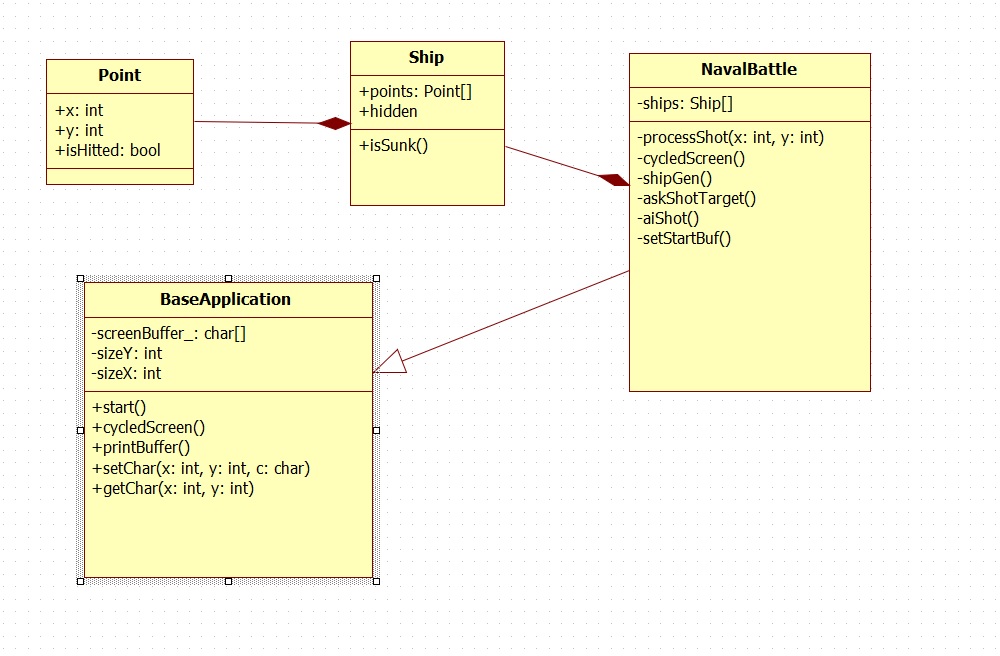 Point
+x: int
+y: int
+isHitted: bool
Ship
+points: Point[]
+hidden
+isSunk()
NavalBattle
-ships: Ship[]
-processShot(x: int, y: int)
-cycledScreen()
-shipGen()
-askShotTarget()
-aiShot()
-setStartBuf()
BaseApplication
-screenBuffer_: char[]
-sizeY: int
-sizeX: int
+start()
+cycledScreen()
+printBuffer()
+setChar(x: int, y: int, c: char)
+getChar(x: int, y: int)